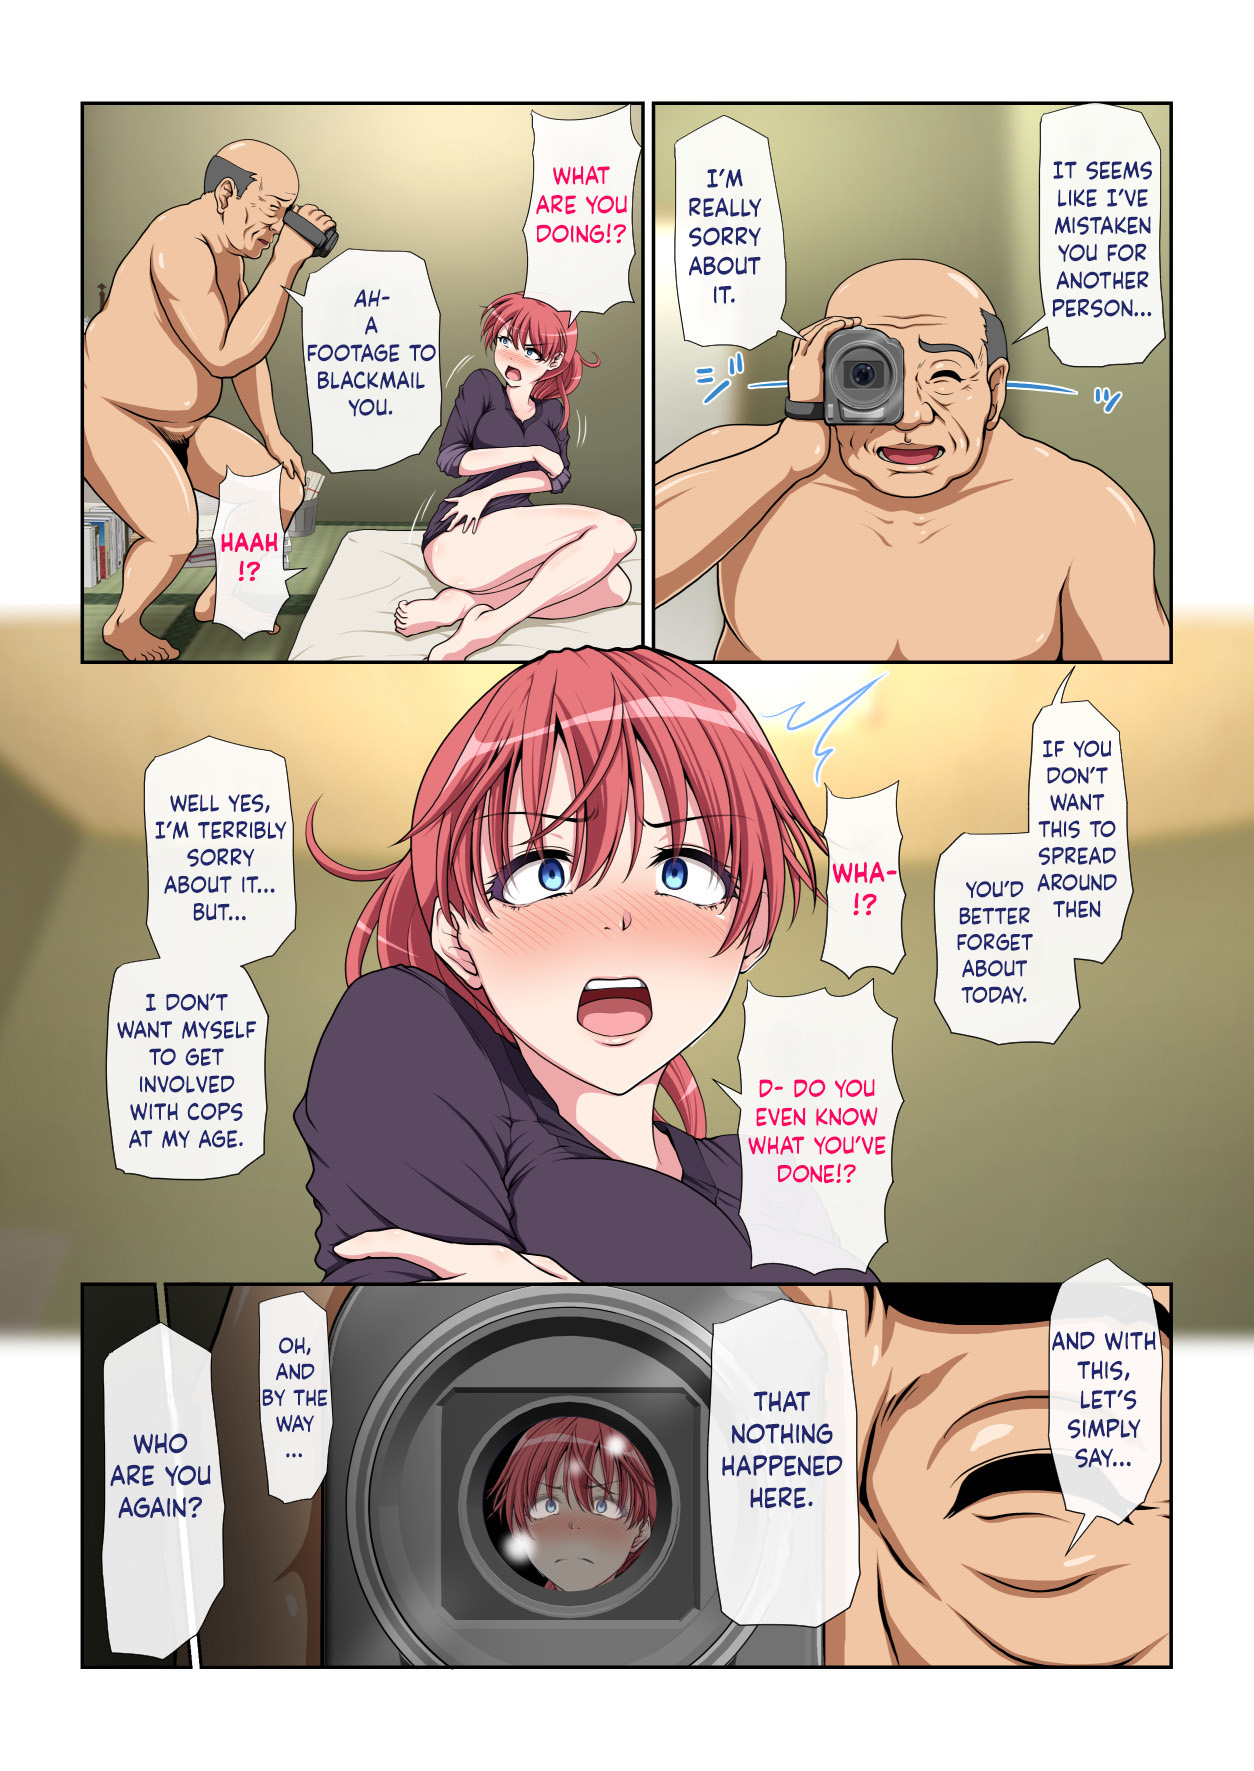 IT SEEMS
LIKE I'VE
MISTAKEN
YOU FOR
ANOTHER
PERSON...
I'M
REALLY
SORRY
ABOUT
IT.
ジジ
ッ
WHAT
ARE YOU
DOING!?
AH-
A
FOOTAGE TO
BLACKMAIL
YOU.
HAAH
!?
IF YOU
DON'T
WANT
THIS TO
SPREAD
AROUND
THEN
YOU'D
BETTER
FORGET
ABOUT
TODAY.
WHA-
!?
D- DO YOU
EVEN KNOW
WHAT YOU'VE
DONE!?
WELL YES,
I'M TERRIBLY
SORRY
ABOUT IT...
BUT...
I DON'T
WANT MYSELF
TO GET
INVOLVED
WITH COPS
AT MY AGE.
AND WITH
THIS,
LET'S
SIMPLY
SAY...
THAT
NOTHING
HAPPENED
HERE.
OH,
AND
BY THE
WAY
...
WHO
ARE YOU
AGAIN?